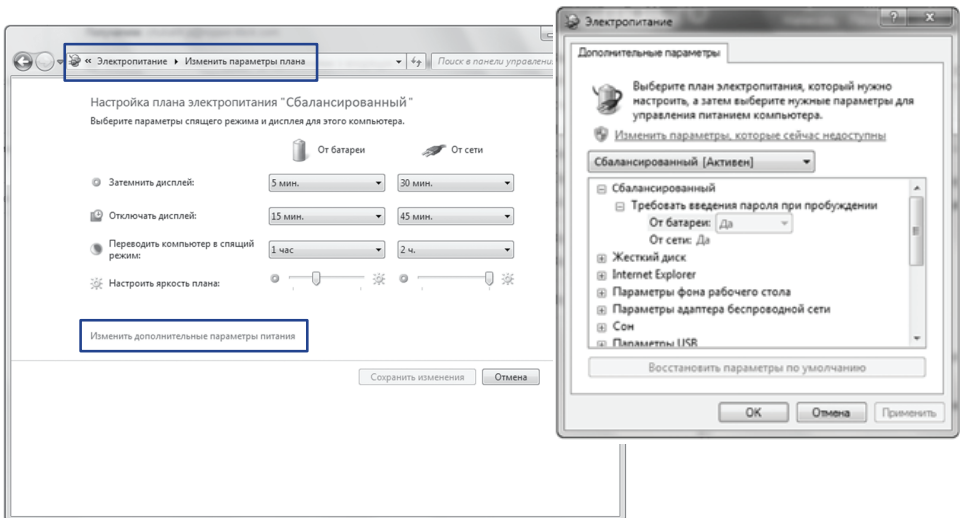 « Электропитание ▸ Изменить параметры плана
Поиск в панели управлен
Настройка плана электропитания "Сбалансированный"
Выберите параметры спящего режима и дисплея для этого компьютера.
От батареи
От сети
Затемнить дисплей:
5 мин.
30 мин.
Отключать дисплей:
15 мин.
45 мин.
Переводить компьютер в спящий
режим:
1 час
2 ч.
Настроить яркость плана:
Изменить дополнительные параметры питания
Сохранить изменения
Отмена
Электропитание
Дополнительные параметры
Выберите план электропитания, который нужно
настроить, а затем выберите нужные параметры для
управления питанием компьютера.
Изменить параметры, которые сейчас недоступны
Сбалансированный [Активен]
Сбалансированный
Требовать введения пароля при пробуждении
От батареи: Да
От сети: Да
Жесткий диск
Internet Explorer
Параметры фона рабочего стола
Параметры адаптера беспроводной сети
Сон
Параметры USB
Восстановить параметры по умолчанию
OK
Отмена
Применить